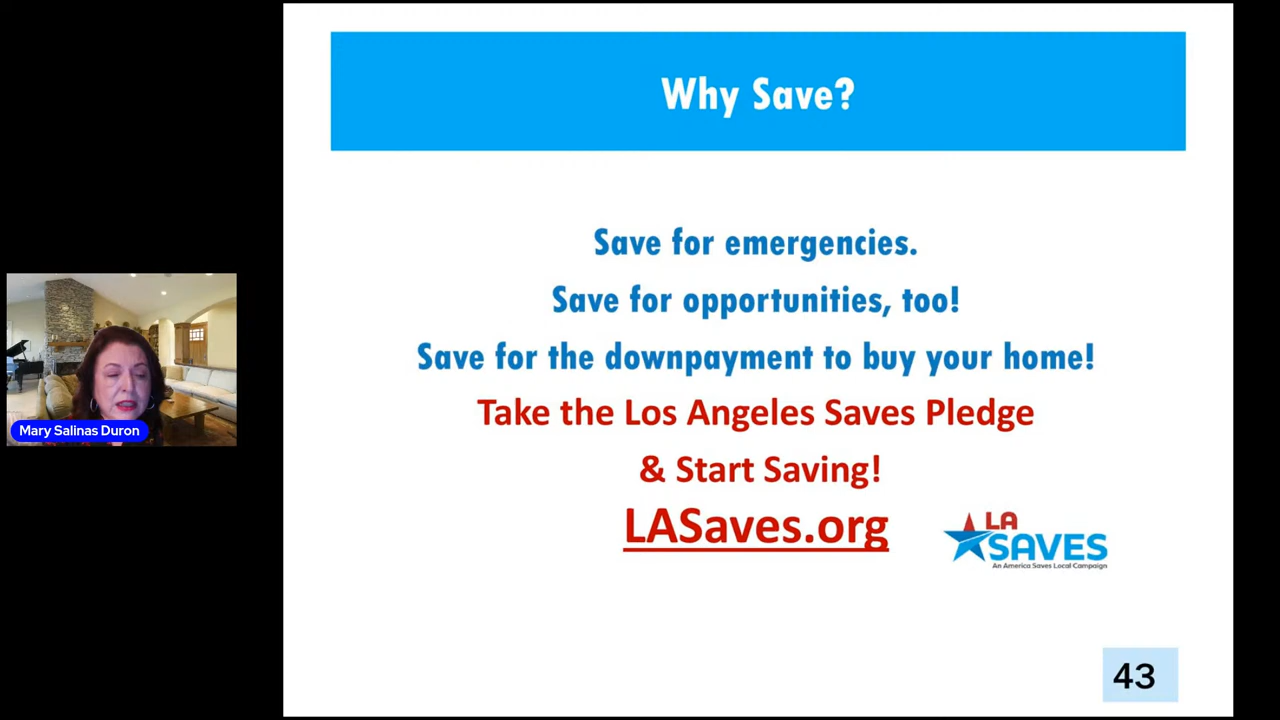 Why Save?
Save for emergencies.
Save for opportunities, too!
Save for the downpayment to buy your home!
Take the Los Angeles Saves Pledge
& Start Saving!
LASaves.org
LA
SAVES
An America Saves Local Campaign
Mary Salinas Duron
43